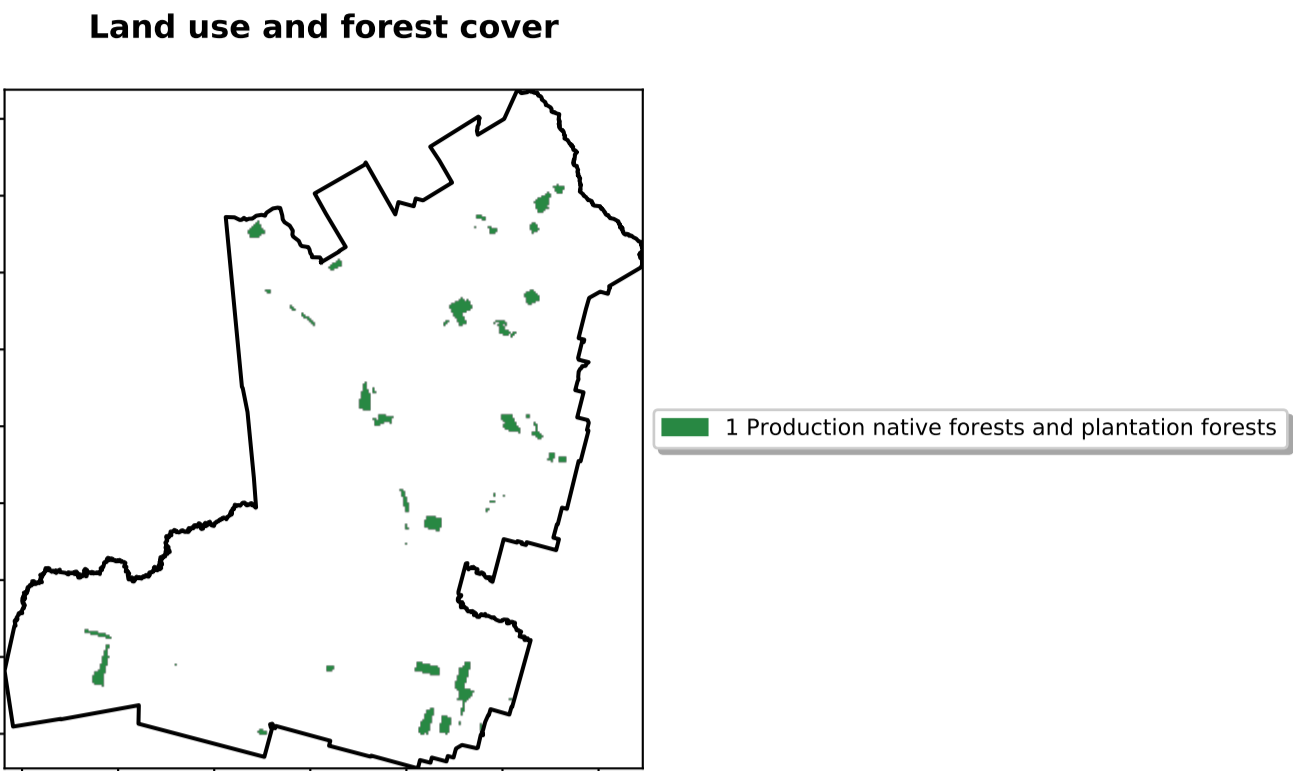 Land use and forest cover
1 Production native forests and plantation forests